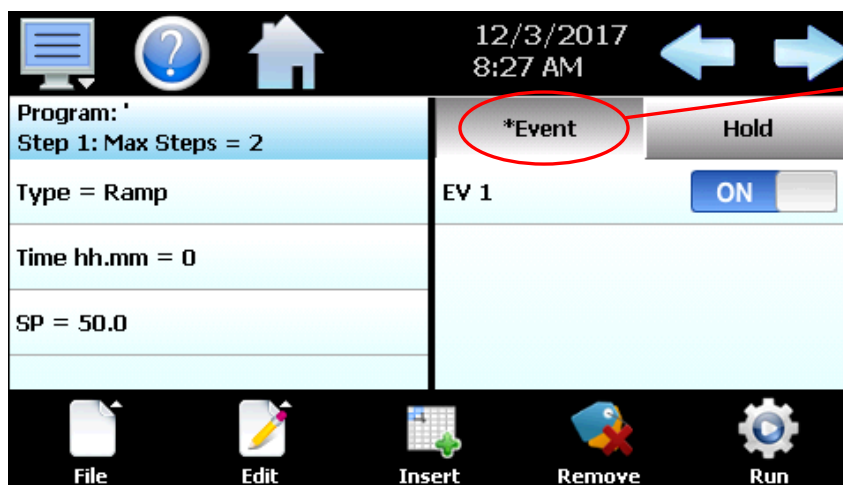 12/3/2017
8:27 AM
Program: '
Step 1: Max Steps = 2
*Event
Hold
Type = Ramp
EV 1
ON
Time hh.mm = 0
SP = 50.0
File
Edit
Insert
Remove
Run